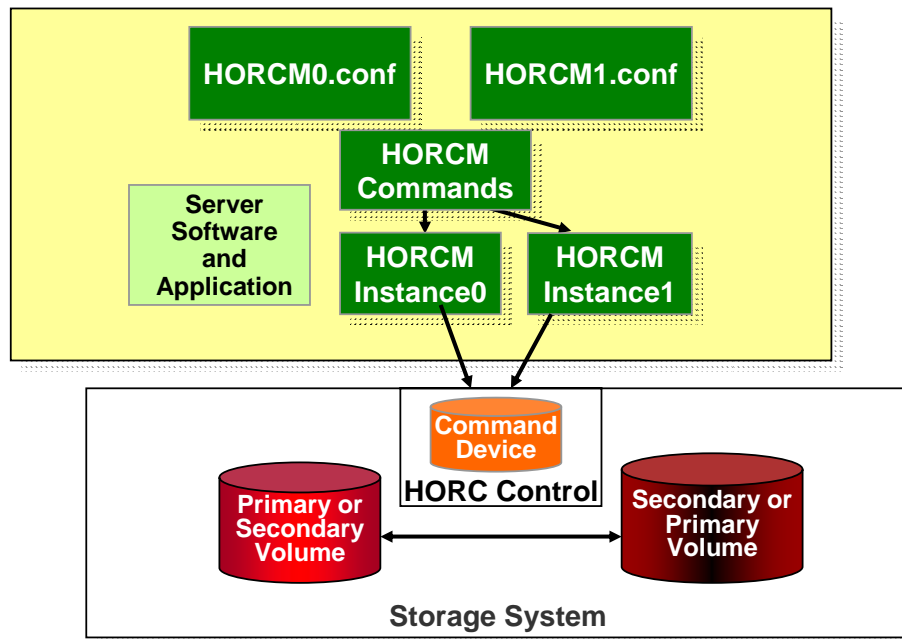 HORCM0.conf
HORCM1.conf
HORCM
Commands
Server
Software
and
Application
HORCM
Instance0
HORCM
Instance1
Command
Device
HORC Control
Primary or
Secondary
Volume
Secondary or
Primary
Volume
Storage System